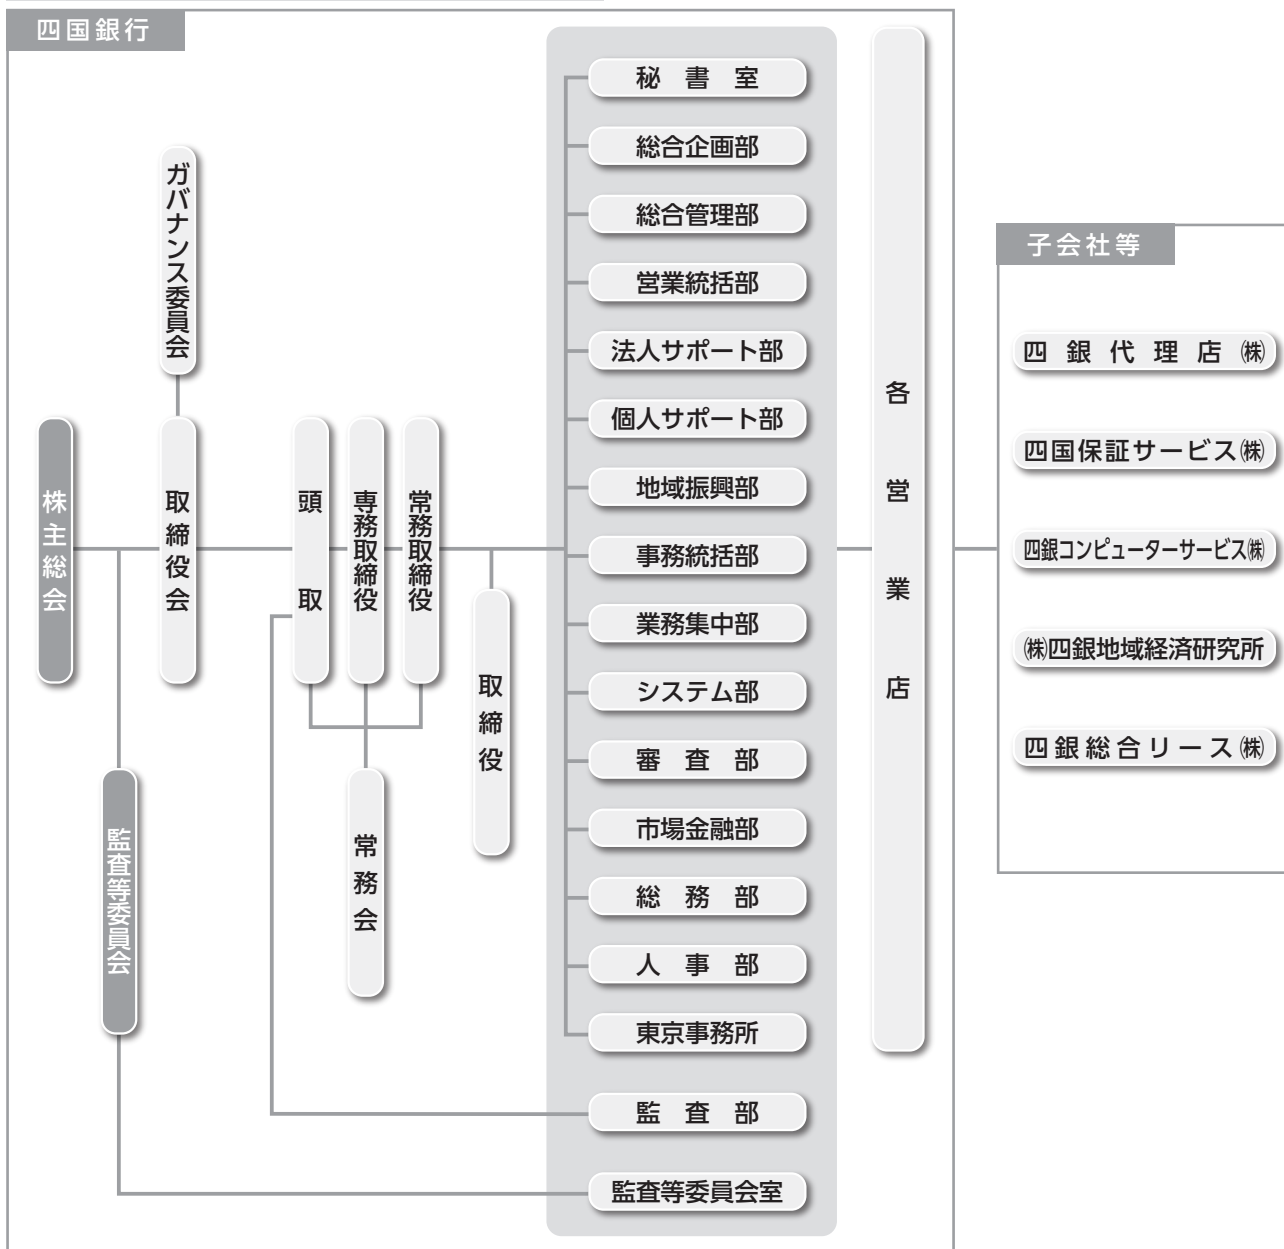 四国銀行
株主総会
監査等委員会
ガバナンス委員会
取締役会
頭取
専務取締役
常務取締役
常務会
取締役
秘書室
総合企画部
総合管理部
営業統括部
法人サポート部
個人サポート部
地域振興部
事務統括部
業務集中部
システム部
審査部
市場金融部
総務部
人事部
東京事務所
監査部
監査等委員会室
各営業店
子会社等
四銀代理店㈱
四国保証サービス㈱
四銀コンピューターサービス㈱
㈱四銀地域経済研究所
四銀総合リース㈱